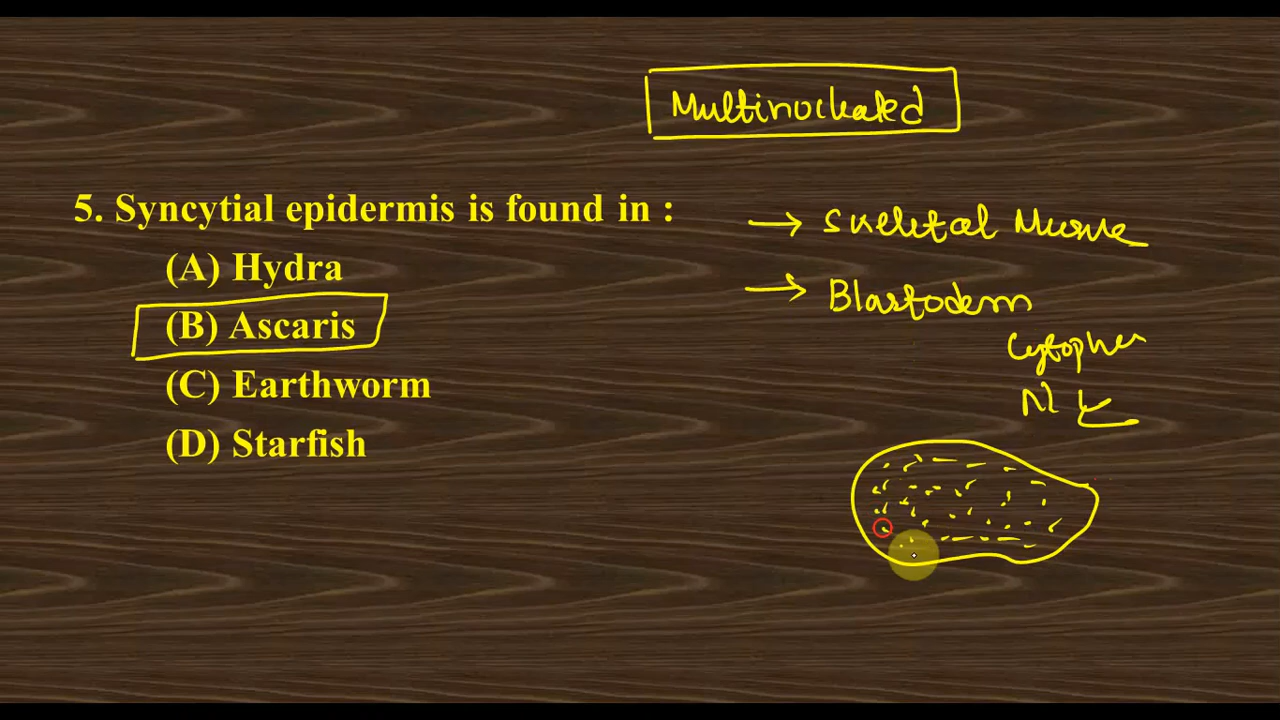 Multinucleated
5. Syncytial epidermis is found in :
(A) Hydra
(B) Ascaris
(C) Earthworm
(D) Starfish
→ Skeletal Muscle
→ Blastoderm